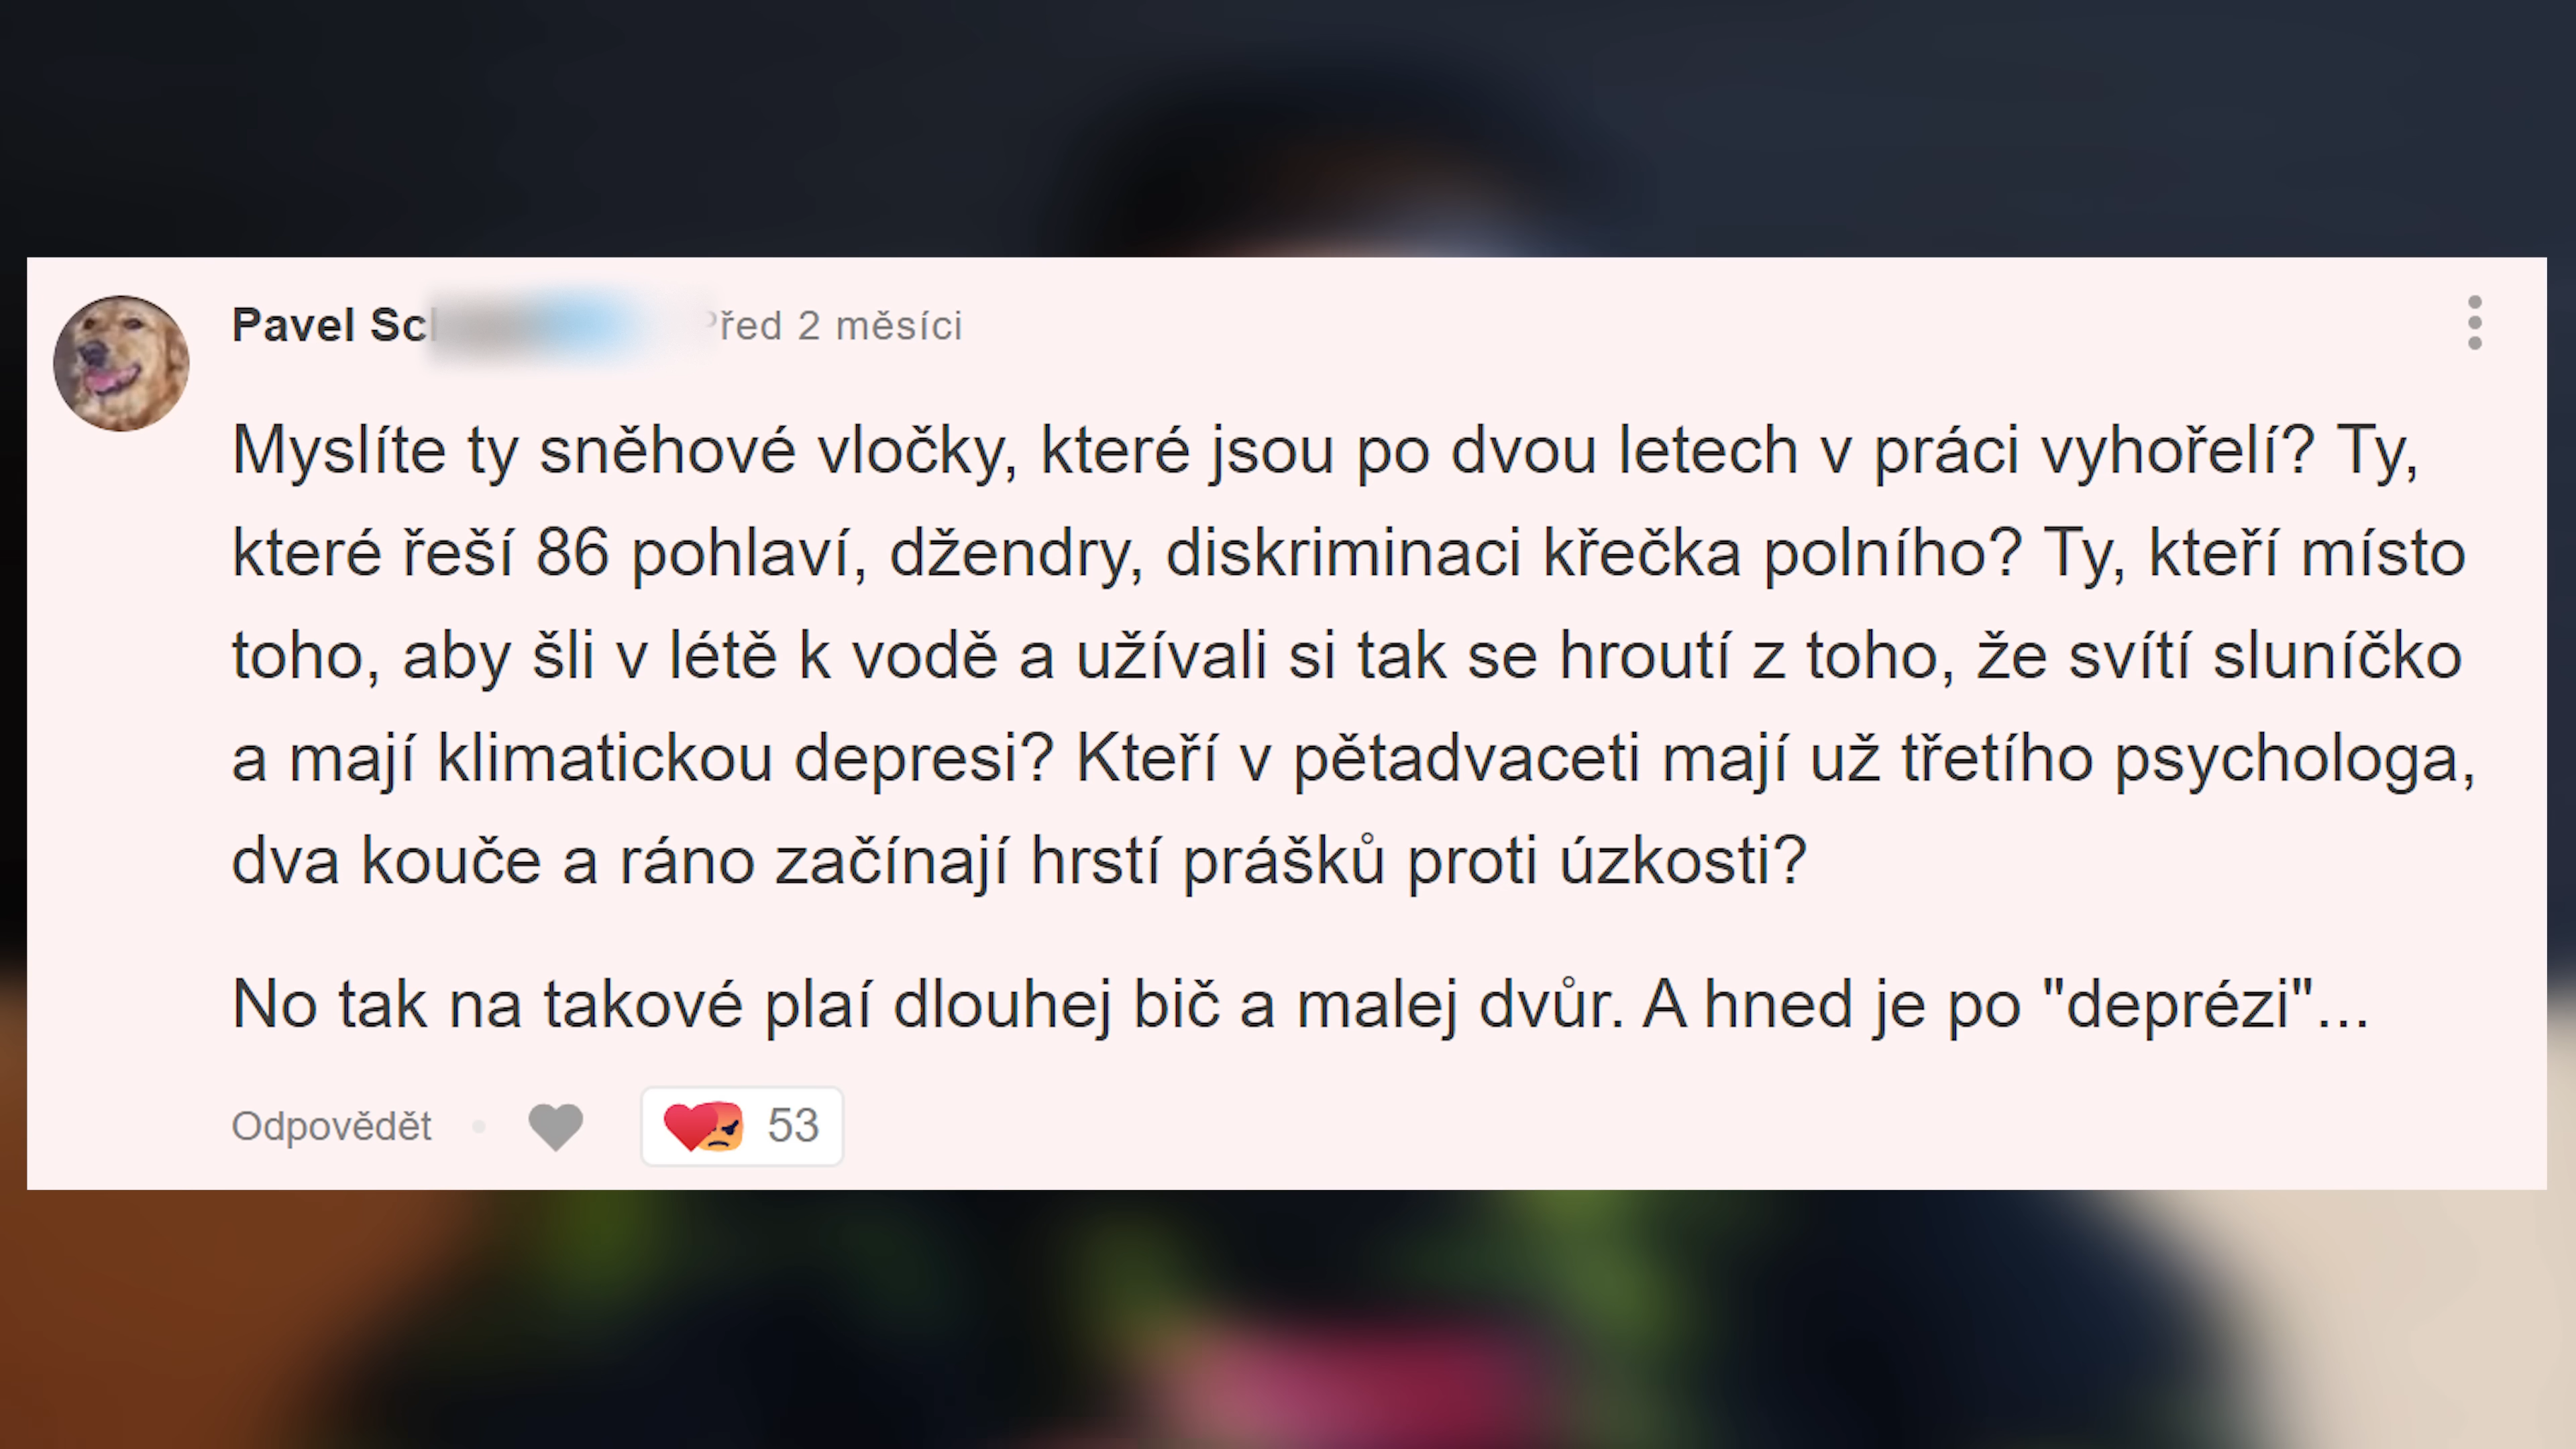 Pavel Sc řed 2 měsíci
Myslíte ty sněhové vločky, které jsou po dvou letech v práci vyhořelí? Ty,
které řeší 86 pohlaví, džendry, diskriminaci křečka polního? Ty, kteří místo
toho, aby šli v létě k vodě a užívali si tak se hroutí z toho, že svítí sluníčko
a mají klimatickou depresi? Kteří v pětadvaceti mají už třetího psychologa,
dva kouče a ráno začínají hrstí prášků proti úzkosti?
No tak na takové plaí dlouhej bič a malej dvůr. A hned je po "deprézi"...
Odpovědět 53